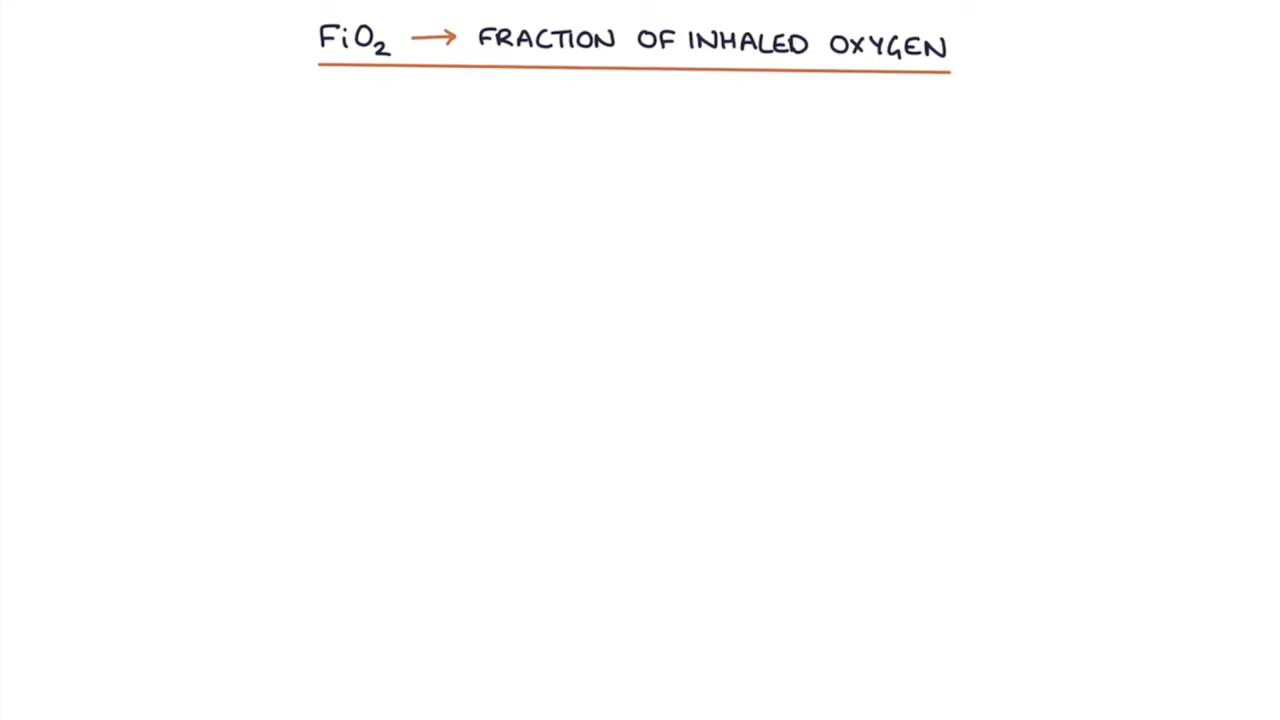 FiO₂ → FRACTION OF INHALED OXYGEN